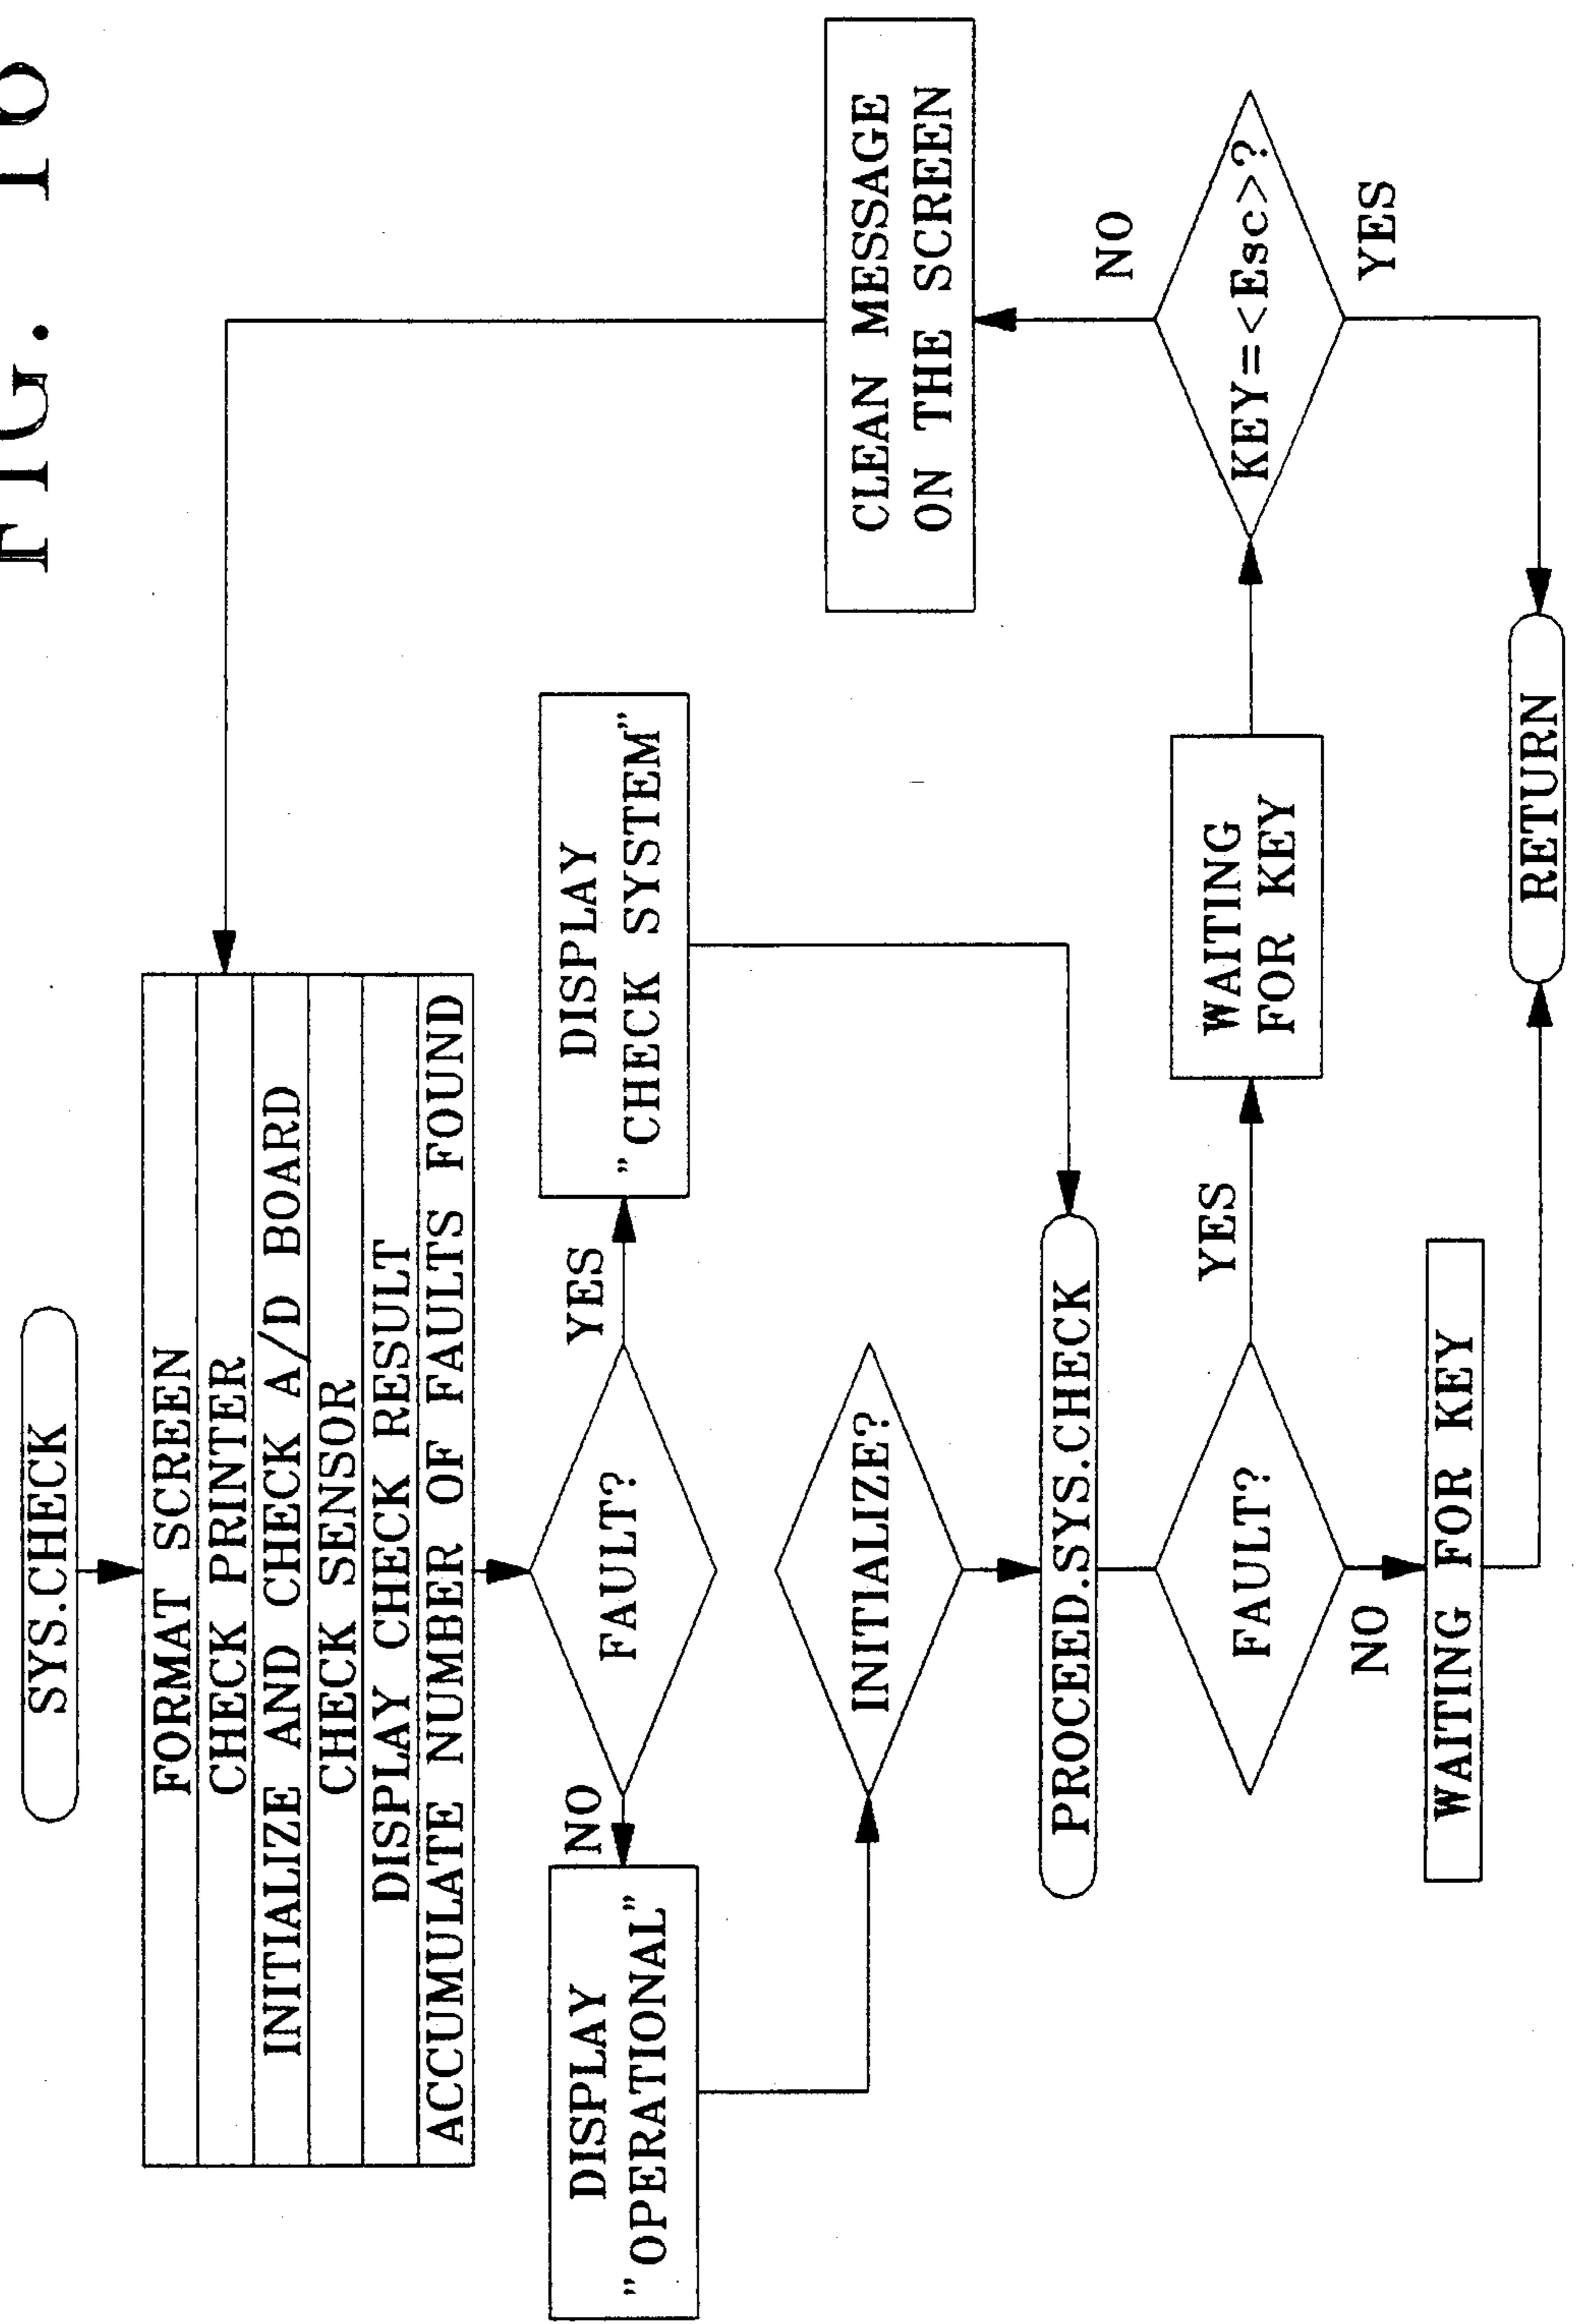 FIG. 10
SYS.CHECK
FORMAT SCREEN
CHECK PRINTER
INITIALIZE AND CHECK A/D BOARD
CHECK SENSOR
DISPLAY CHECK RESULT
ACCUMULATE NUMBER OF FAULTS FOUND
NO
FAULT?
YES
DISPLAY
"OPERATIONAL"
DISPLAY
"CHECK SYSTEM"
INITIALIZE?
CLEAN MESSAGE
ON THE SCREEN
PROCEED.SYS.CHECK
NO
FAULT?
YES
WAITING
FOR KEY
KEY=<Esc>?
NO
YES
WAITING FOR KEY
RETURN